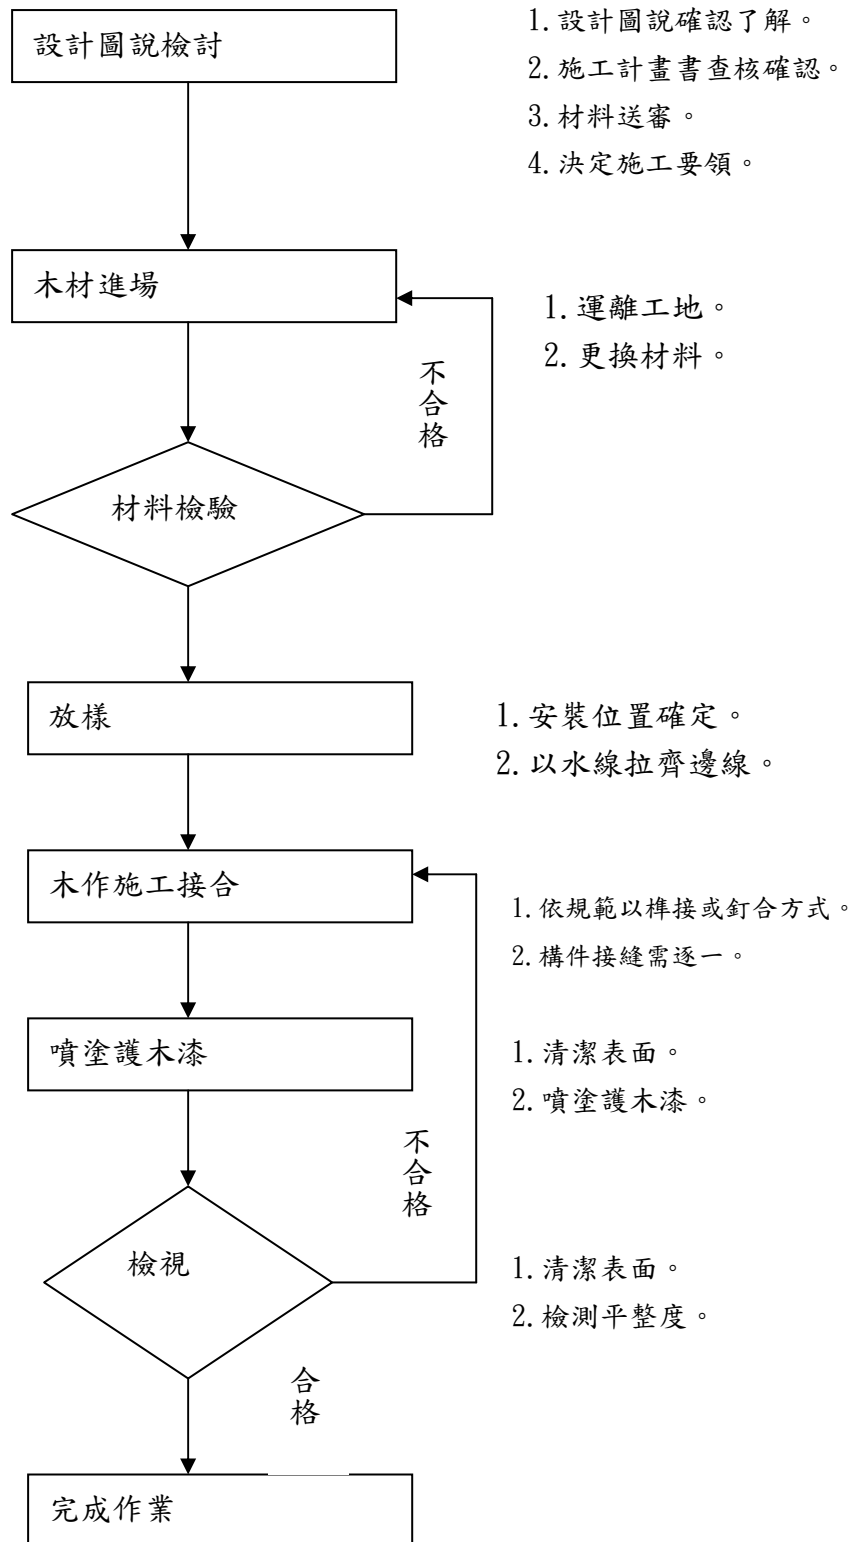 設計圖說檢討
1.設計圖說確認了解。
2.施工計畫書查核確認。
3.材料送審。
4.決定施工要領。
木材進場
1.運離工地。
2.更換材料。
不合格
材料檢驗
放樣
1.安裝位置確定。
2.以水線拉齊邊線。
木作施工接合
1.依規範以榫接或釘合方式。
2.構件接縫需逐一。
噴塗護木漆
1.清潔表面。
2.噴塗護木漆。
不合格
檢視
1.清潔表面。
2.檢測平整度。
合格
完成作業